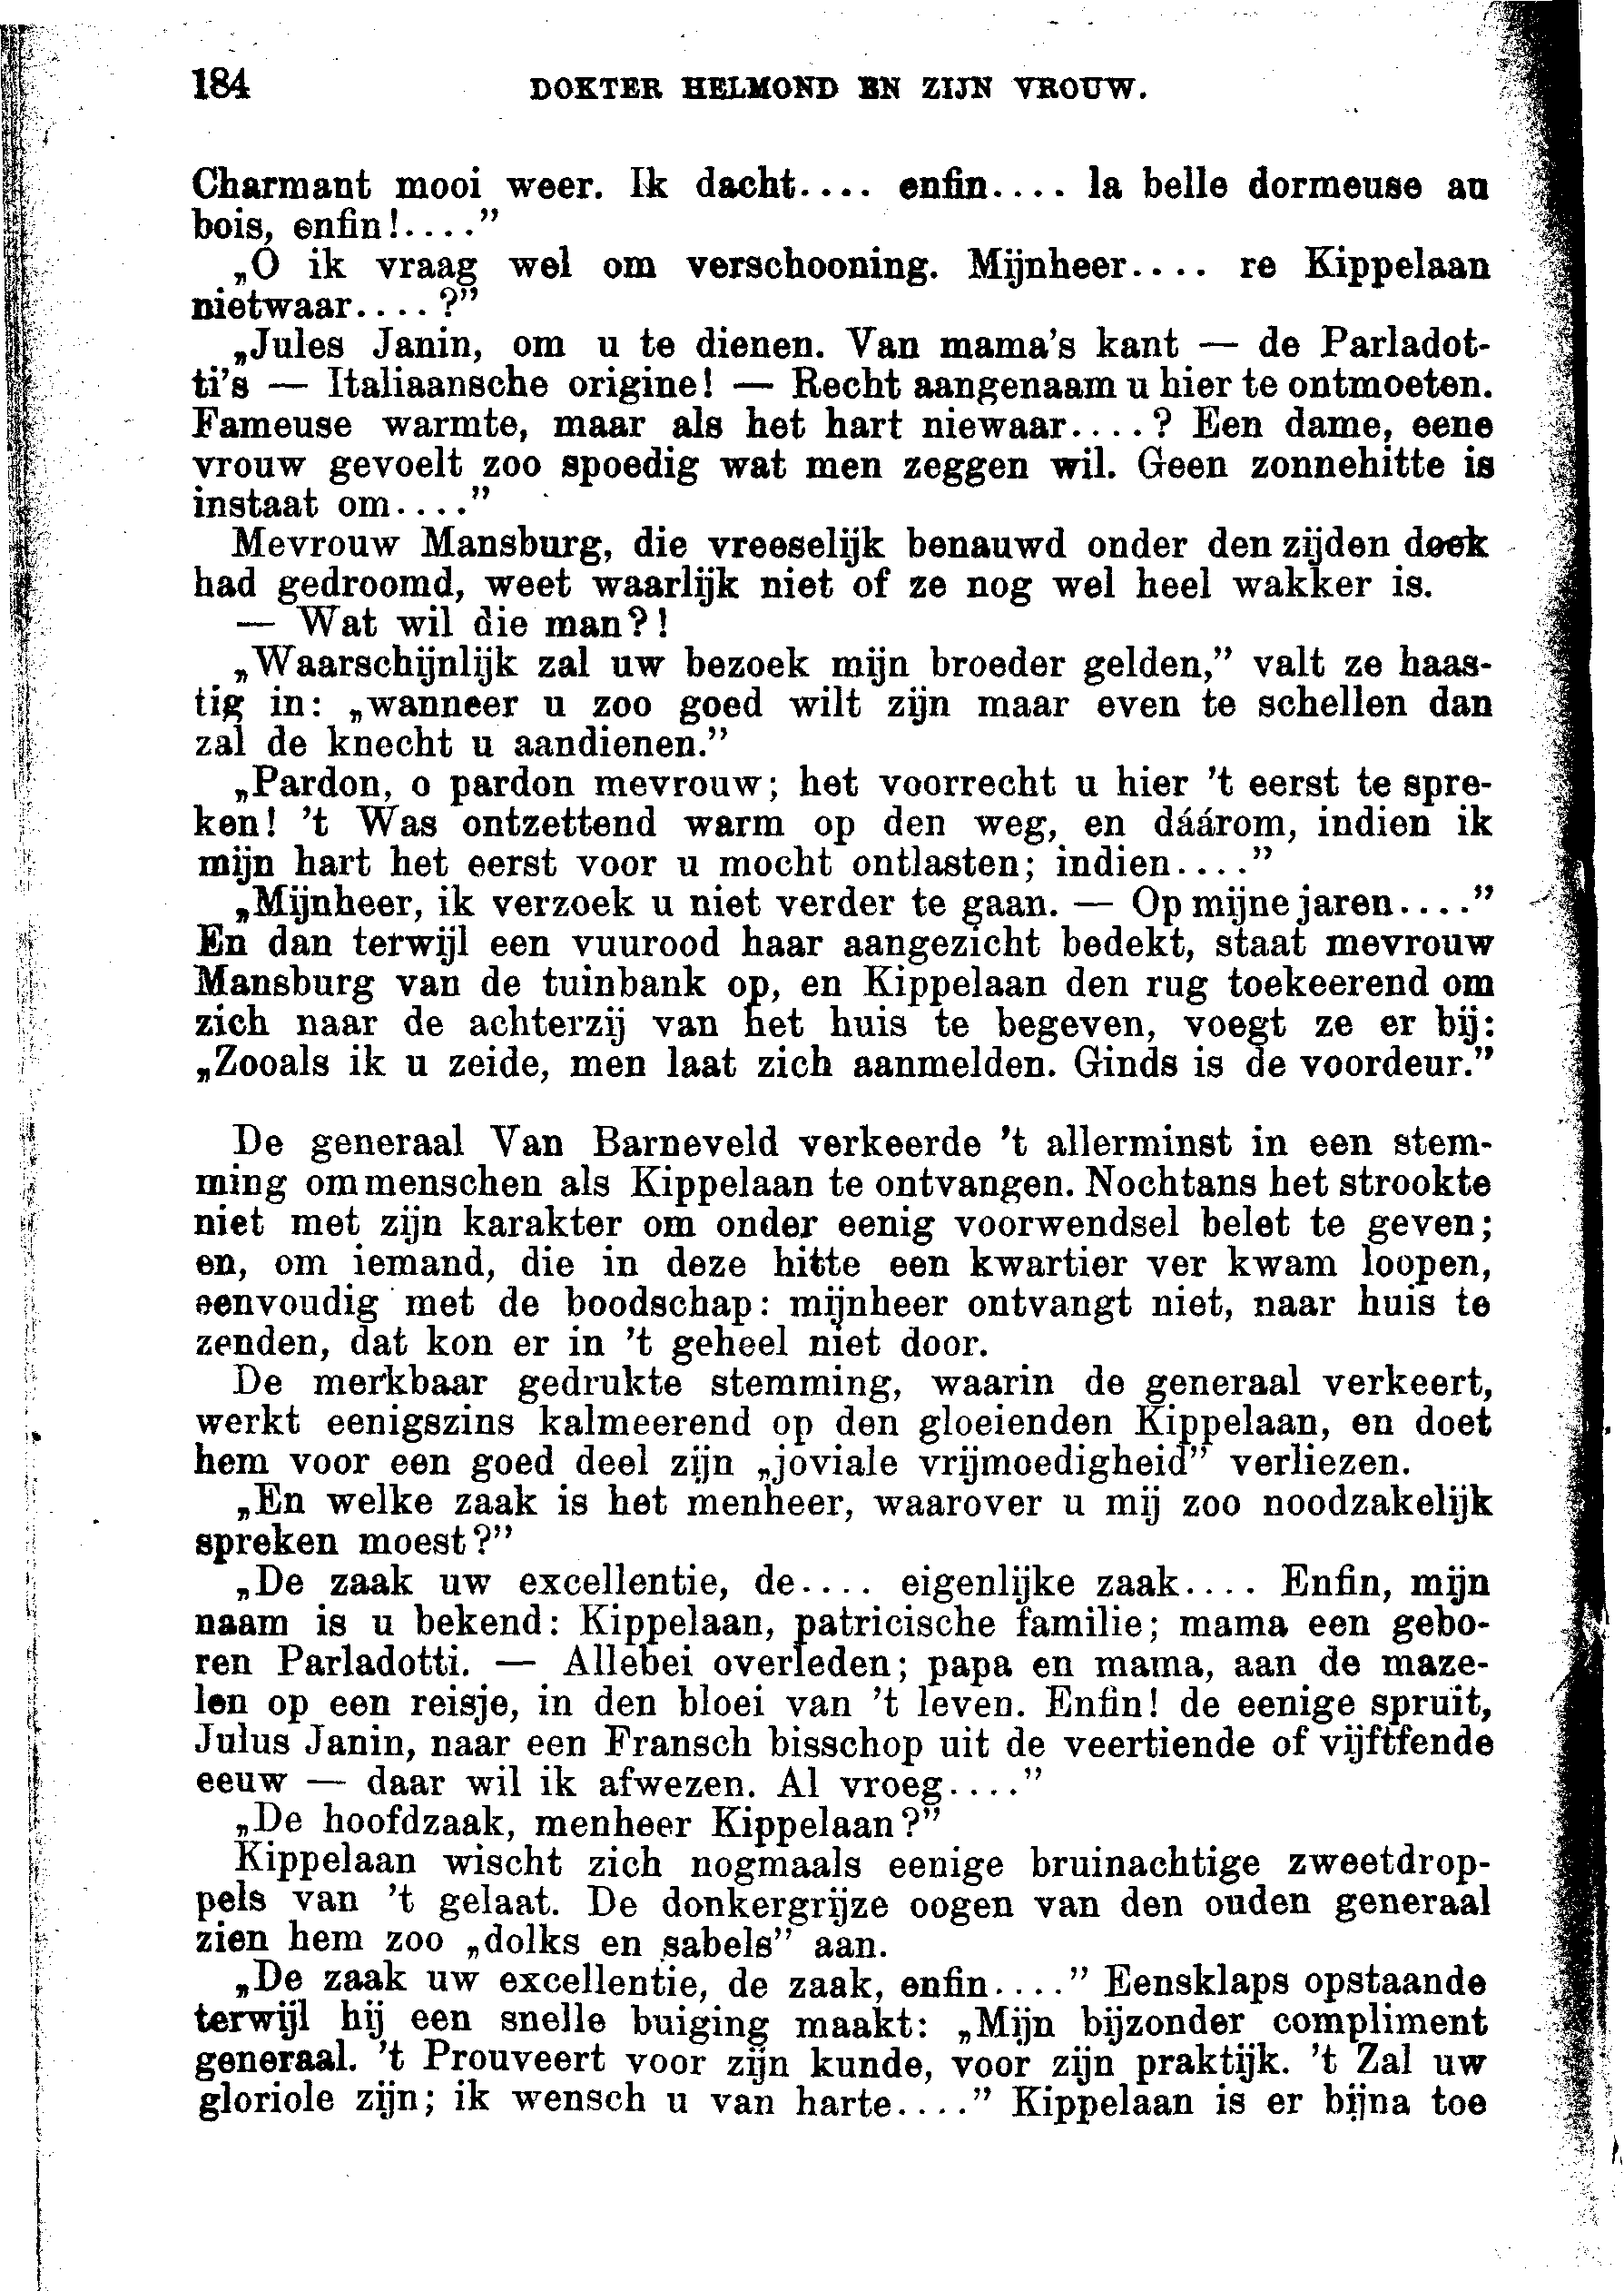 184 DOKTER HELMOND EN ZIJN VROUW.
Charmant mooi weer. Ik dacht.... enfin.... la belle dormeuse au
bois, enfin!...."
„O ik vraag wel om verschooning. Mijnheer.... re Kippelaan
nietwaar....?"
„Jules Janin, om u te dienen. Van mama's kant — de Parladot-
ti's — Italiaansche origine! — Recht aangenaam u hier te ontmoeten.
Fameuse warmte, maar als het hart niewaar....? Een dame, eene
vrouw gevoelt zoo spoedig wat men zeggen wil. Geen zonnehitte is
instaat om...."
Mevrouw Mansburg, die vreeselijk benauwd onder den zijden doek
had gedroomd, weet waarlijk niet of ze nog wel heel wakker is.
— Wat wil die man?!
„Waarschijnlijk zal uw bezoek mijn broeder gelden," valt ze haas-
tig in: „wanneer u zoo goed wilt zijn maar even te schellen dan
zal de knecht u aandienen."
„Pardon, o pardon mevrouw; het voorrecht u hier 't eerst te spre-
ken! 't Was ontzettend warm op den weg, en dáárom, indien ik
mijn hart het eerst voor u mocht ontlasten; indien...."
„Mijnheer, ik verzoek u niet verder te gaan. — Op mijne jaren...."
En dan terwijl een vuurood haar aangezicht bedekt, staat mevrouw
Mansburg van de tuinbank op, en Kippelaan den rug toekeerend om
zich naar de achterzij van het huis te begeven, voegt ze er bij:
„Zooals ik u zeide, men laat zich aanmelden. Ginds is de voordeur."
De generaal Van Barneveld verkeerde 't allerminst in een stem-
ming om menschen als Kippelaan te ontvangen. Nochtans het strookte
niet met zijn karakter om onder eenig voorwendsel belet te geven;
en, om iemand, die in deze hitte een kwartier ver kwam loopen,
eenvoudig met de boodschap: mijnheer ontvangt niet, naar huis te
zenden, dat kon er in 't geheel niet door.
De merkbaar gedrukte stemming, waarin de generaal verkeert,
werkt eenigszins kalmeerend op den gloeienden Kippelaan, en doet
hem voor een goed deel zijn „joviale vrijmoedigheid" verliezen.
„En welke zaak is het menheer, waarover u mij zoo noodzakelijk
spreken moest?"
„De zaak uw excellentie, de.... eigenlijke zaak.... Enfin, mijn
naam is u bekend: Kippelaan, patricische familie; mama een gebo-
ren Parladotti. — Allebei overleden; papa en mama, aan de maze-
len op een reisje, in den bloei van 't leven. Enfin! de eenige spruit,
Julus Janin, naar een Fransch bisschop uit de veertiende of vijftfende
eeuw — daar wil ik afwezen. Al vroeg...."
„De hoofdzaak, menheer Kippelaan?"
Kippelaan wischt zich nogmaals eenige bruinachtige zweetdrop-
pels van 't gelaat. De donkergrijze oogen van den ouden generaal
zien hem zoo „dolks en sabels" aan.
„De zaak uw excellentie, de zaak, enfin...." Eensklaps opstaande
terwijl hij een snelle buiging maakt: „Mijn bijzonder compliment
generaal. 't Prouveert voor zijn kunde, voor zijn praktijk. 't Zal uw
gloriole zijn; ik wensch u van harte...." Kippelaan is er bijna toe